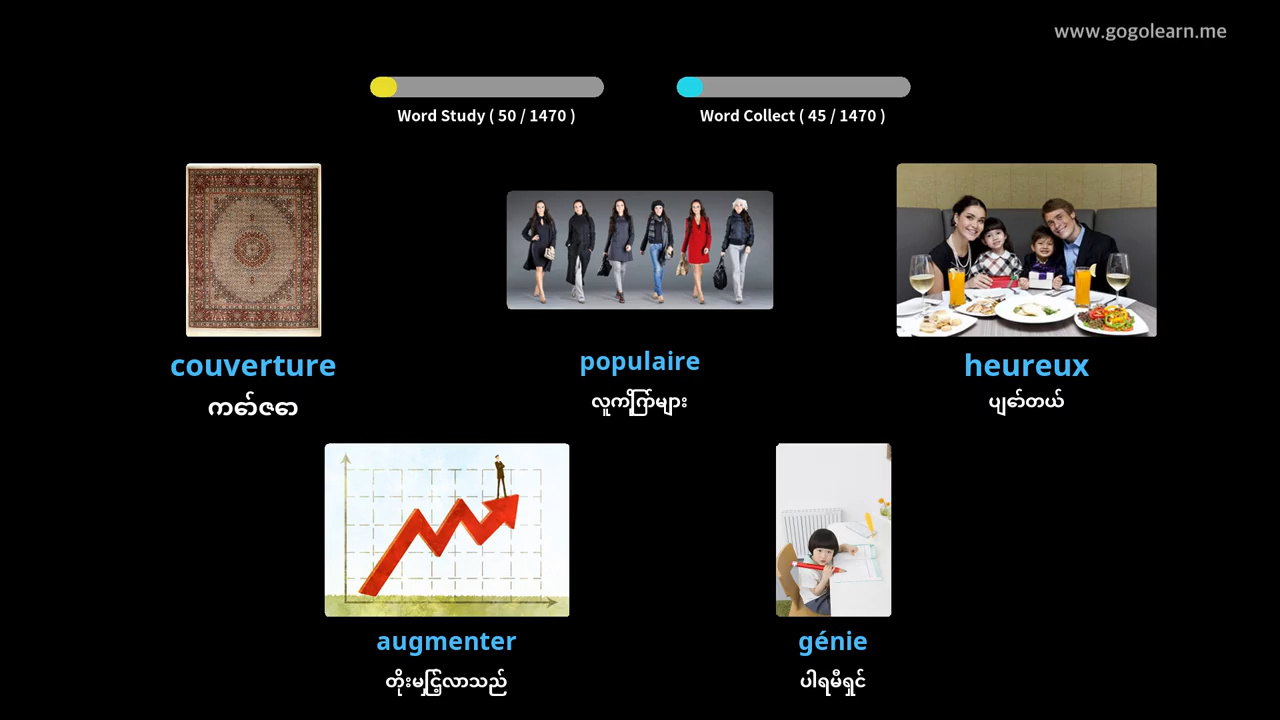 www.gogolearn.me
Word Study ( 50 / 1470 )
Word Collect ( 45 / 1470 )
couverture
ကော်ဇော
populaire
လူကြိုက်များ
heureux
ပျော်တယ်
augmenter
တိုးမြှင့်လာသည်
génie
ပါရမီရှင်